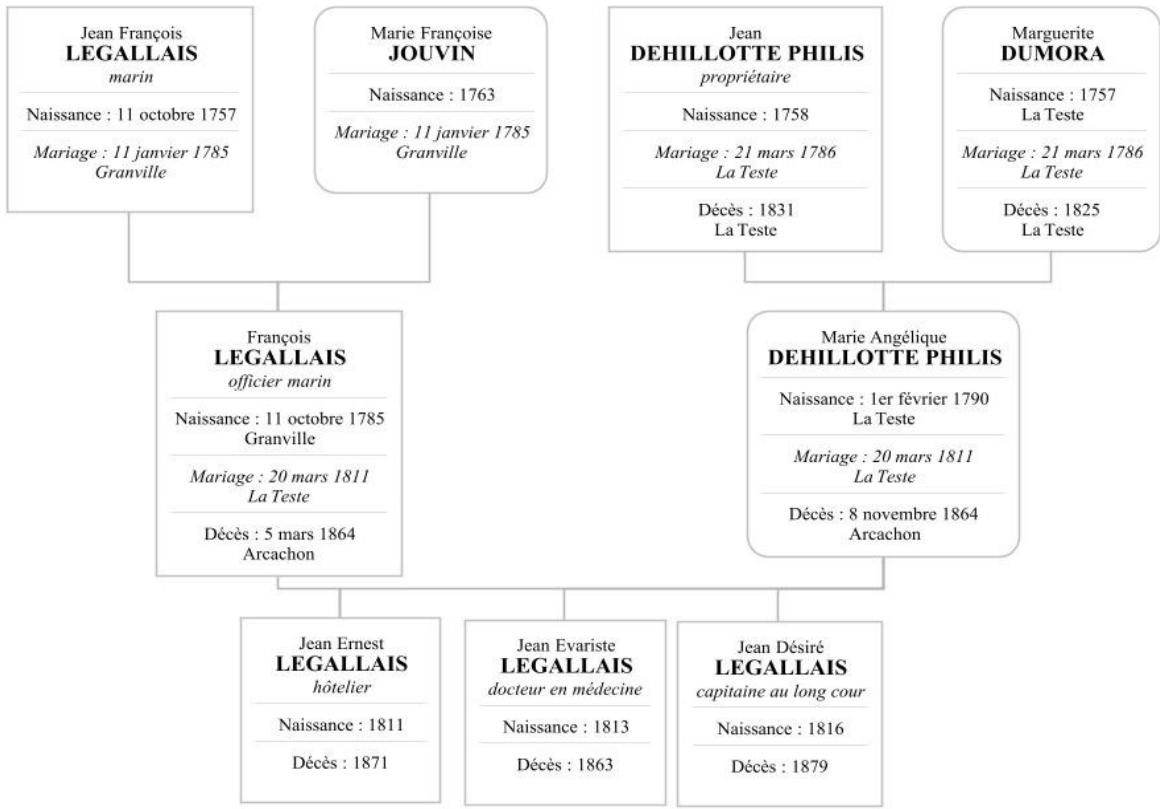 Jean François
LEGALLAIS
marin
Naissance : 11 octobre 1757
Mariage : 11 janvier 1785
Granville
Marie Françoise
JOUVIN
Naissance : 1763
Mariage : 11 janvier 1785
Granville
Jean
DEHILLOTTE PHILIS
propriétaire
Naissance : 1758
Mariage : 21 mars 1786
La Teste
Décès : 1831
La Teste
Marguerite
DUMORA
Naissance : 1757
La Teste
Mariage : 21 mars 1786
La Teste
Décès : 1825
La Teste
François
LEGALLAIS
officier marin
Naissance : 11 octobre 1785
Granville
Mariage : 20 mars 1811
La Teste
Décès : 5 mars 1864
Arcachon
Marie Angélique
DEHILLOTTE PHILIS
Naissance : 1er février 1790
La Teste
Mariage : 20 mars 1811
La Teste
Décès : 8 novembre 1864
Arcachon
Jean Ernest
LEGALLAIS
hôtelier
Naissance : 1811
Décès : 1871
Jean Evariste
LEGALLAIS
docteur en médecine
Naissance : 1813
Décès : 1863
Jean Désiré
LEGALLAIS
capitaine au long cour
Naissance : 1816
Décès : 1879